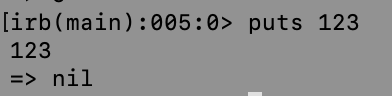 [irb(main):005:0> puts 123
123
=> nil